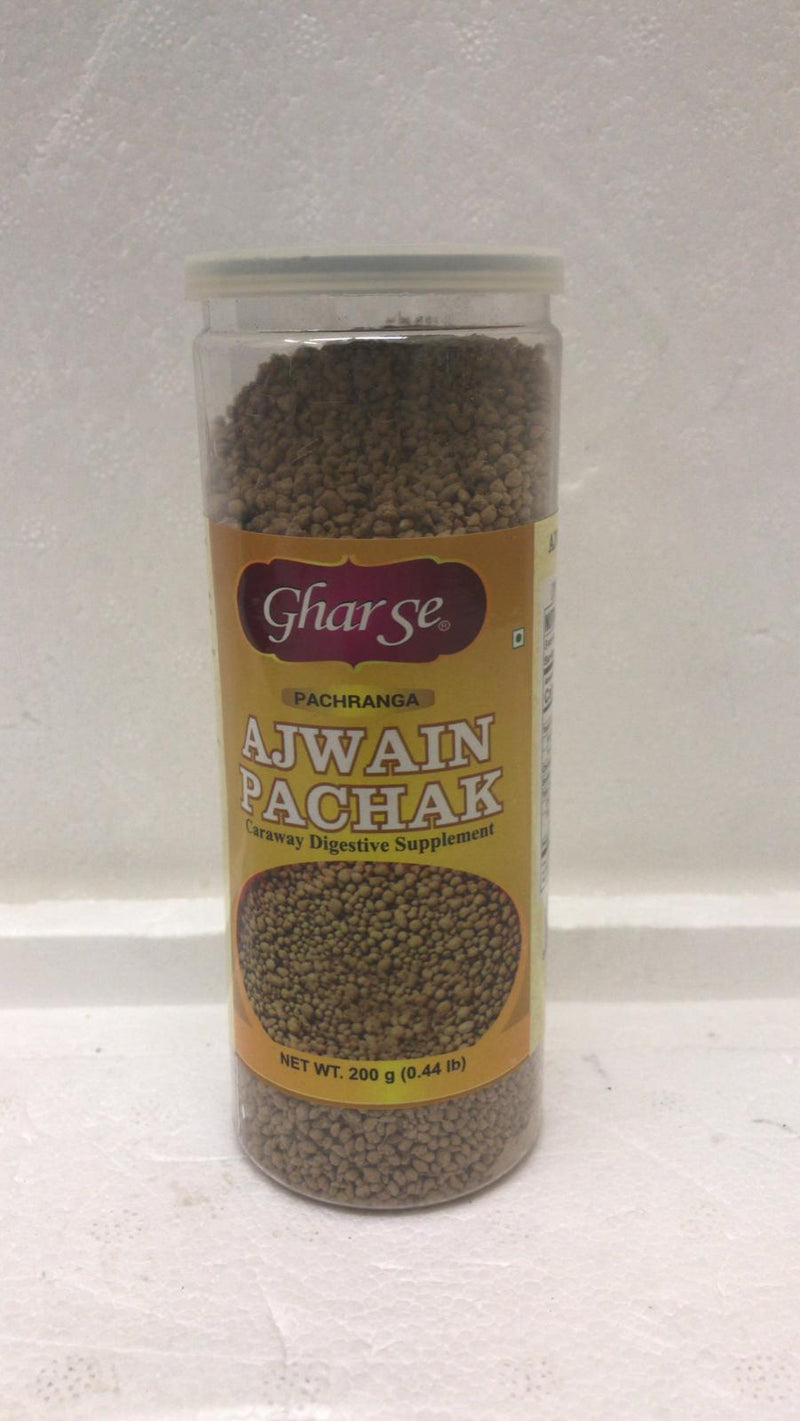 Ghar Se®
PACHRANGA
AJWAIN
PACHAK
Caraway Digestive Supplement
NET WT. 200 g (0.44 lb)